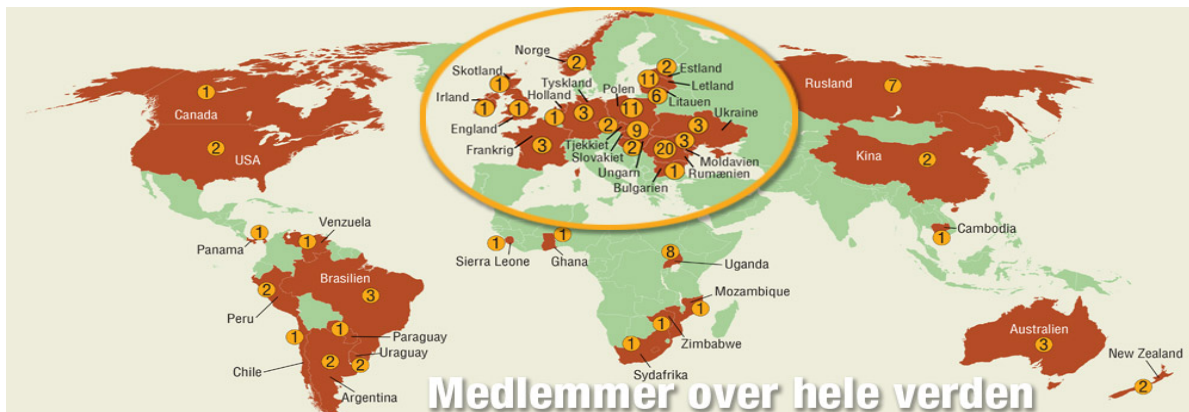 Norge
2
Skotland
1
Irland
1
England
1
Holland
1
Tyskland
3
Polen
11
11
2
Estland
Letland
6
Litauen
Ukraine
3
Frankrig
3
2
Tjekkiet
9
Slovakiet
2
Ungarn
20
3
Moldavien
Rumænien
Bulgarien
1
Rusland
7
Canada
1
2
USA
Kina
2
Cambodia
1
Panama
1
Venzuela
1
Brasilien
3
2
Peru
1
Paraguay
Uraguay
2
2
1
Chile
Argentina
1
Sierra Leone
1
Ghana
8
Uganda
Mozambique
1
1
Zimbabwe
1
Sydafrika
Australien
3
New Zealand
2
Medlemmer over hele verden